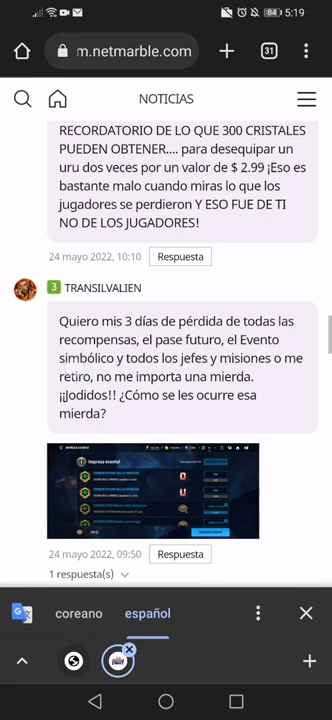 84 5:19
m.netmarble.com
31
NOTICIAS
RECORDATORIO DE LO QUE 300 CRISTALES
PUEDEN OBTENER.... para desequipar un
uru dos veces por un valor de $ 2.99 ¡Eso es
bastante malo cuando miras lo que los
jugadores se perdieron Y ESO FUE DE TI
NO DE LOS JUGADORES!
24 mayo 2022, 10:10 Respuesta
3 TRANSILVALIEN
Quiero mis 3 días de pérdida de todas las
recompensas, el pase futuro, el Evento
simbólico y todos los jefes y misiones o me
retiro, no me importa una mierda.
¡¡Jodidos!! ¿Cómo se les ocurre esa
mierda?
Impresa evento!
24 mayo 2022, 09:50 Respuesta
1 respuesta(s)
coreano español